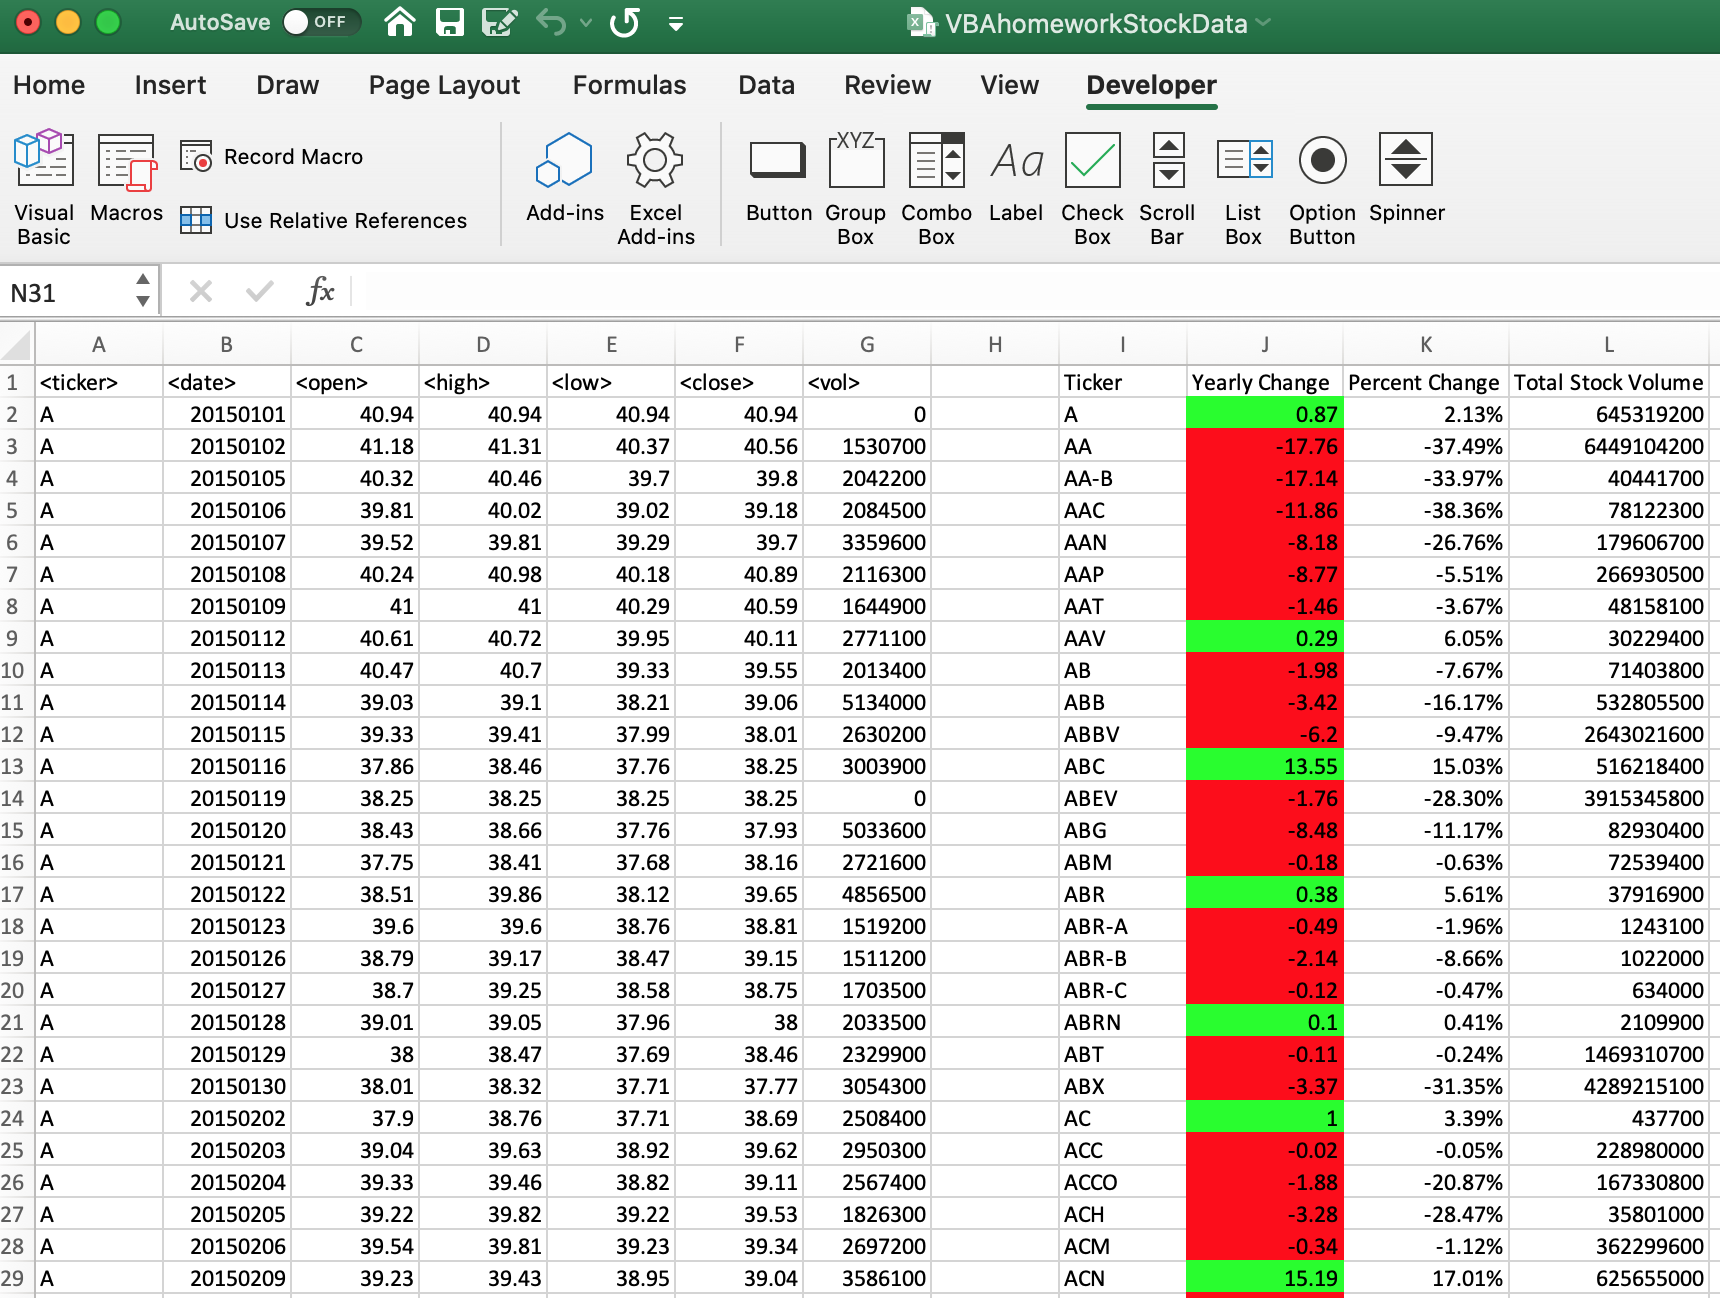 AutoSave OFF VBAhomeworkStockData
Home Insert Draw Page Layout Formulas Data Review View Developer
Visual Basic Macros Record Macro Use Relative References Add-ins Excel Add-ins Button XYZ Group Box Combo Box Aa Label Check Box Scroll Bar List Box Option Button Spinner
N31 fx
A B C D E F G H I J K L
1 <ticker> <date> <open> <high> <low> <close> <vol> Ticker Yearly Change Percent Change Total Stock Volume
2 A 20150101 40.94 40.94 40.94 40.94 0 A 0.87 2.13% 645319200
3 A 20150102 41.18 41.31 40.37 40.56 1530700 AA -17.76 -37.49% 6449104200
4 A 20150105 40.32 40.46 39.7 39.8 2042200 AA-B -17.14 -33.97% 40441700
5 A 20150106 39.81 40.02 39.02 39.18 2084500 AAC -11.86 -38.36% 78122300
6 A 20150107 39.52 39.81 39.29 39.7 3359600 AAN -8.18 -26.76% 179606700
7 A 20150108 40.24 40.98 40.18 40.89 2116300 AAP -8.77 -5.51% 266930500
8 A 20150109 41 41 40.29 40.59 1644900 AAT -1.46 -3.67% 48158100
9 A 20150112 40.61 40.72 39.95 40.11 2771100 AAV 0.29 6.05% 30229400
10 A 20150113 40.47 40.7 39.33 39.55 2013400 AB -1.98 -7.67% 71403800
11 A 20150114 39.03 39.1 38.21 39.06 5134000 ABB -3.42 -16.17% 532805500
12 A 20150115 39.33 39.41 37.99 38.01 2630200 ABBV -6.2 -9.47% 2643021600
13 A 20150116 37.86 38.46 37.76 38.25 3003900 ABC 13.55 15.03% 516218400
14 A 20150119 38.25 38.25 38.25 38.25 0 ABEV -1.76 -28.30% 3915345800
15 A 20150120 38.43 38.66 37.76 37.93 5033600 ABG -8.48 -11.17% 82930400
16 A 20150121 37.75 38.41 37.68 38.16 2721600 ABM -0.18 -0.63% 72539400
17 A 20150122 38.51 39.86 38.12 39.65 4856500 ABR 0.38 5.61% 37916900
18 A 20150123 39.6 39.6 38.76 38.81 1519200 ABR-A -0.49 -1.96% 1243100
19 A 20150126 38.79 39.17 38.47 39.15 1511200 ABR-B -2.14 -8.66% 1022000
20 A 20150127 38.7 39.25 38.58 38.75 1703500 ABR-C -0.12 -0.47% 634000
21 A 20150128 39.01 39.05 37.96 38 2033500 ABRN 0.1 0.41% 2109900
22 A 20150129 38 38.47 37.69 38.46 2329900 ABT -0.11 -0.24% 1469310700
23 A 20150130 38.01 38.32 37.71 37.77 3054300 ABX -3.37 -31.35% 4289215100
24 A 20150202 37.9 38.76 37.71 38.69 2508400 AC 1 3.39% 437700
25 A 20150203 39.04 39.63 38.92 39.62 2950300 ACC -0.02 -0.05% 228980000
26 A 20150204 39.33 39.46 38.82 39.11 2567400 ACCO -1.88 -20.87% 167330800
27 A 20150205 39.22 39.82 39.22 39.53 1826300 ACH -3.28 -28.47% 35801000
28 A 20150206 39.54 39.81 39.23 39.34 2697200 ACM -0.34 -1.12% 362299600
29 A 20150209 39.23 39.43 38.95 39.04 3586100 ACN 15.19 17.01% 625655000